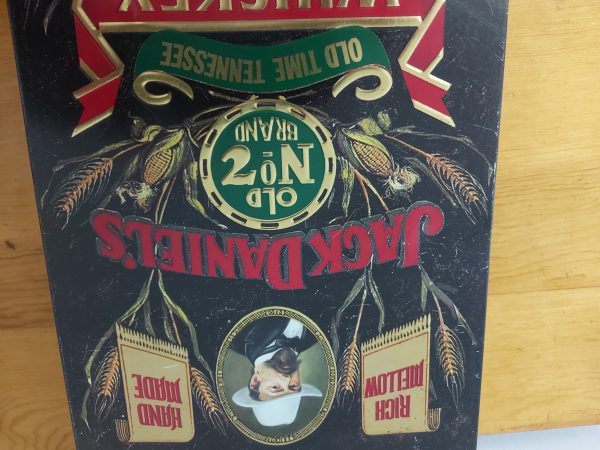 RICH
MELLOW
HAND
MADE
JACK DANIEL'S
OLD
No 7
BRAND
OLD TIME TENNESSEE
WHISKEY